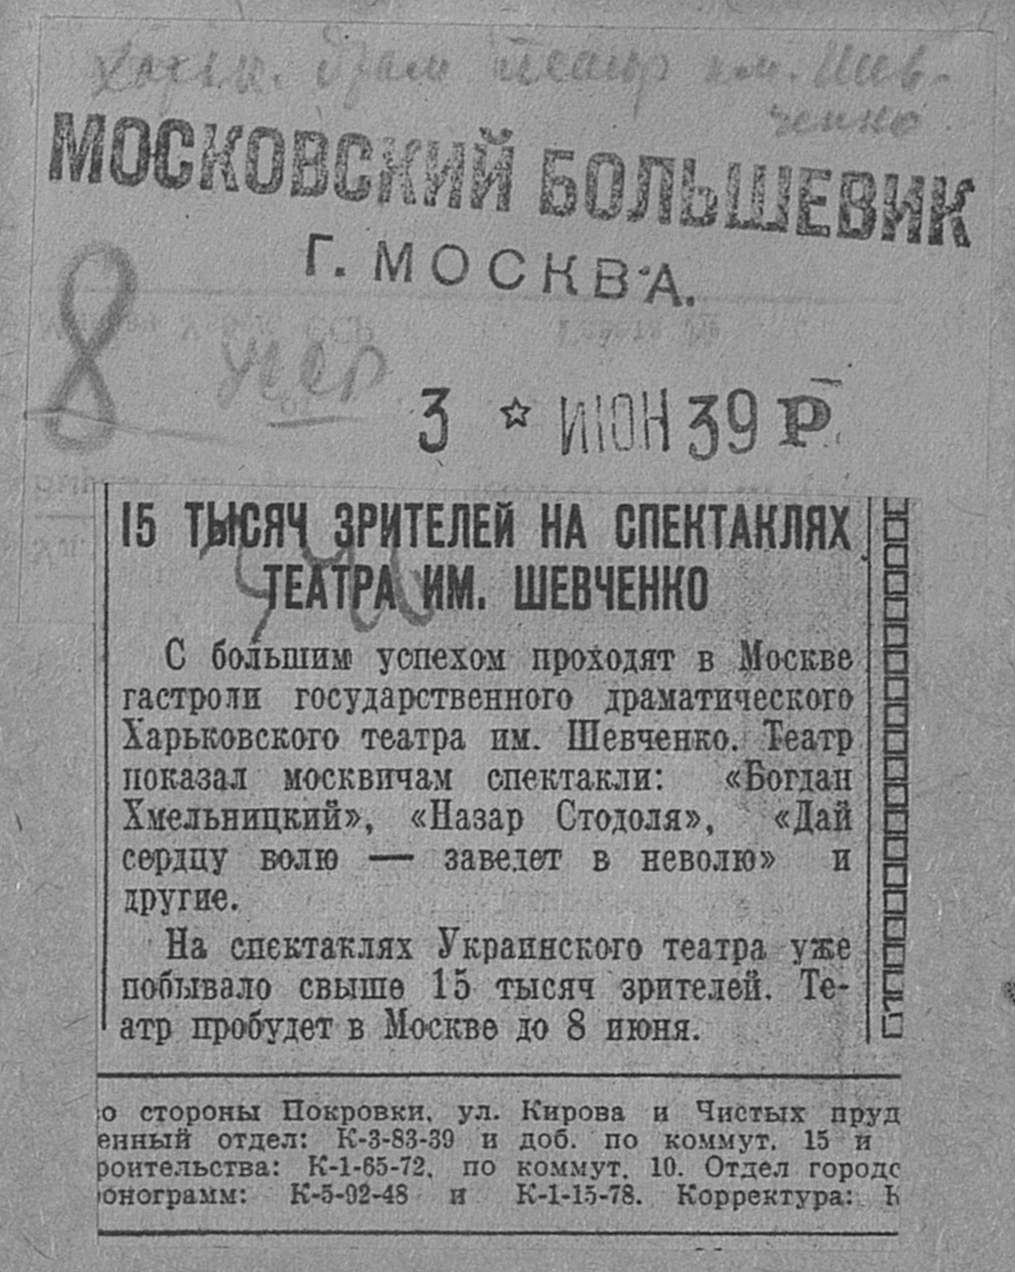 Харьк. Драм театр им. Шев-
ченко
МОСКОВСКИЙ БОЛЬШЕВИК
Г. МОСКВА.
8
3 ☆ ИЮН 39 Р
15 ТЫСЯЧ ЗРИТЕЛЕЙ НА СПЕКТАКЛЯХ
ТЕАТРА ИМ. ШЕВЧЕНКО
С большим успехом проходят в Москве
гастроли государственного драматического
Харьковского театра им. Шевченко. Театр
показал москвичам спектакли: «Богдан
Хмельницкий», «Назар Стодоля», «Дай
сердцу волю — заведет в неволю» и
другие.
На спектаклях Украинского театра уже
побывало свыше 15 тысяч зрителей. Те-
атр пробудет в Москве до 8 июня.
о стороны Покровки, ул. Кирова и Чистых пруд
енный отдел: К-3-83-39 и доб. по коммут. 15 и
роительства: К-1-65-72, по коммут. 10. Отдел городс
онограмм: К-5-02-48 и К-1-15-78. Корректура: К